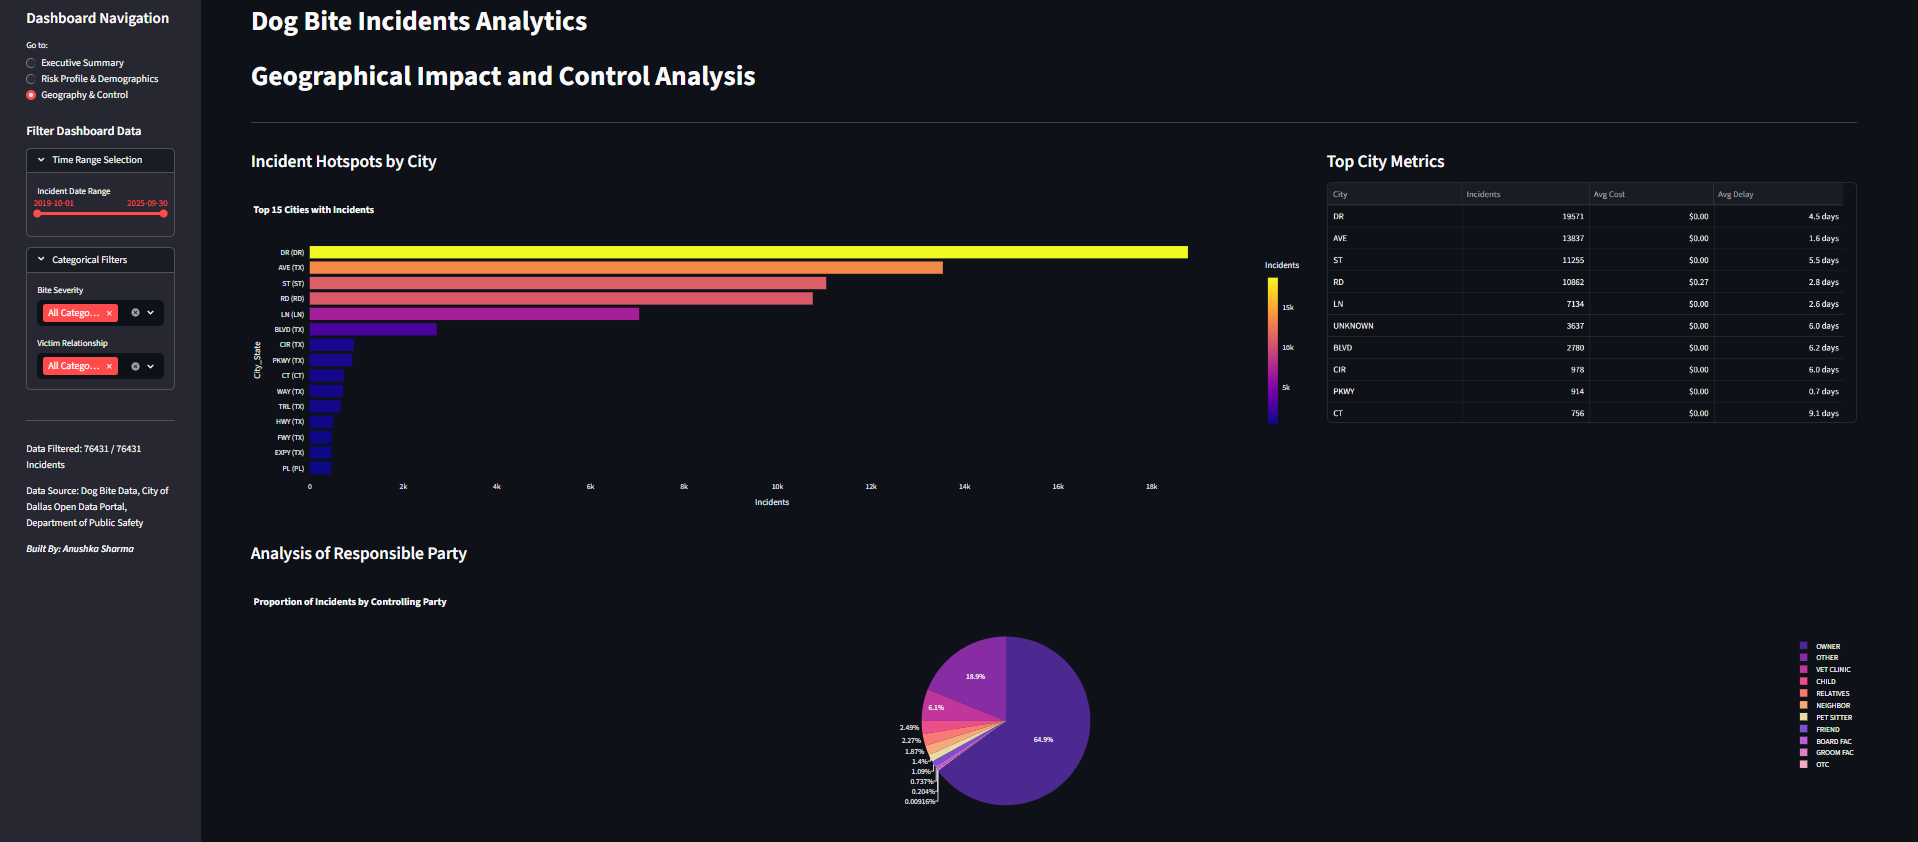 Dashboard Navigation
Go to:
Executive Summary
Risk Profile & Demographics
Geography & Control
Filter Dashboard Data
Time Range Selection
Incident Date Range
2019-10-01 2025-09-30
Categorical Filters
Bite Severity
All Catego... ×
Victim Relationship
All Catego... ×
Data Filtered: 76431 / 76431
Incidents
Data Source: Dog Bite Data, City of
Dallas Open Data Portal,
Department of Public Safety
Built By: Anushka Sharma
Dog Bite Incidents Analytics
Geographical Impact and Control Analysis
Incident Hotspots by City
Top 15 Cities with Incidents
City_State
DR (DR)
AVE (TX)
ST (ST)
RD (RD)
LN (LN)
BLVD (TX)
CIR (TX)
PKWY (TX)
CT (CT)
WAY (TX)
TRL (TX)
HWY (TX)
FWY (TX)
EXPY (TX)
PL (PL)
0 2k 4k 6k 8k 10k 12k 14k 16k 18k
Incidents
Incidents
15k
10k
5k
Top City Metrics
City Incidents Avg Cost Avg Delay
DR 19571 $0.00 4.5 days
AVE 13837 $0.00 1.6 days
ST 11255 $0.00 5.5 days
RD 10862 $0.27 2.8 days
LN 7134 $0.00 2.6 days
UNKNOWN 3637 $0.00 6.0 days
BLVD 2780 $0.00 6.2 days
CIR 978 $0.00 6.0 days
PKWY 914 $0.00 0.7 days
CT 756 $0.00 9.1 days
Analysis of Responsible Party
Proportion of Incidents by Controlling Party
18.9%
6.1%
64.9%
2.49%
2.27%
1.87%
1.4%
1.09%
0.737%
0.204%
0.00916%
OWNER
OTHER
VET CLINIC
CHILD
RELATIVES
NEIGHBOR
PET SITTER
FRIEND
BOARD FAC
GROOM FAC
OTC